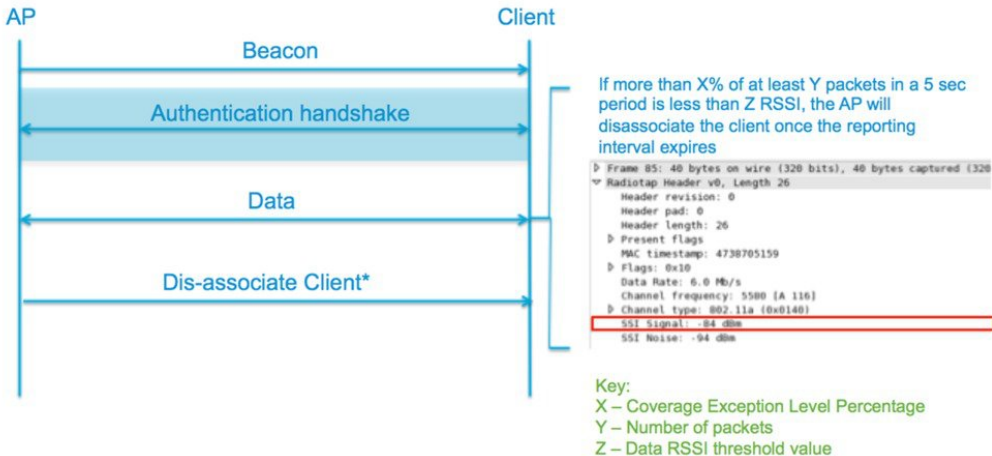 AP
Client
Beacon
Authentication handshake
Data
Dis-associate Client*
If more than X% of at least Y packets in a 5 sec
period is less than Z RSSI, the AP will
disassociate the client once the reporting
interval expires
Frame 85: 40 bytes on wire (320 bits), 40 bytes captured (320
Radiotap Header v0, Length 26
Header revision: 0
Header pad: 0
Header length: 26
Present flags
MAC timestamp: 4738705159
Flags: 0x10
Data Rate: 6.0 Mb/s
Channel frequency: 5580 [A 116]
Channel type: 802.11a (0x0140)
SSI Signal: -84 dBm
SSI Noise: -94 dBm
Key:
X – Coverage Exception Level Percentage
Y – Number of packets
Z – Data RSSI threshold value